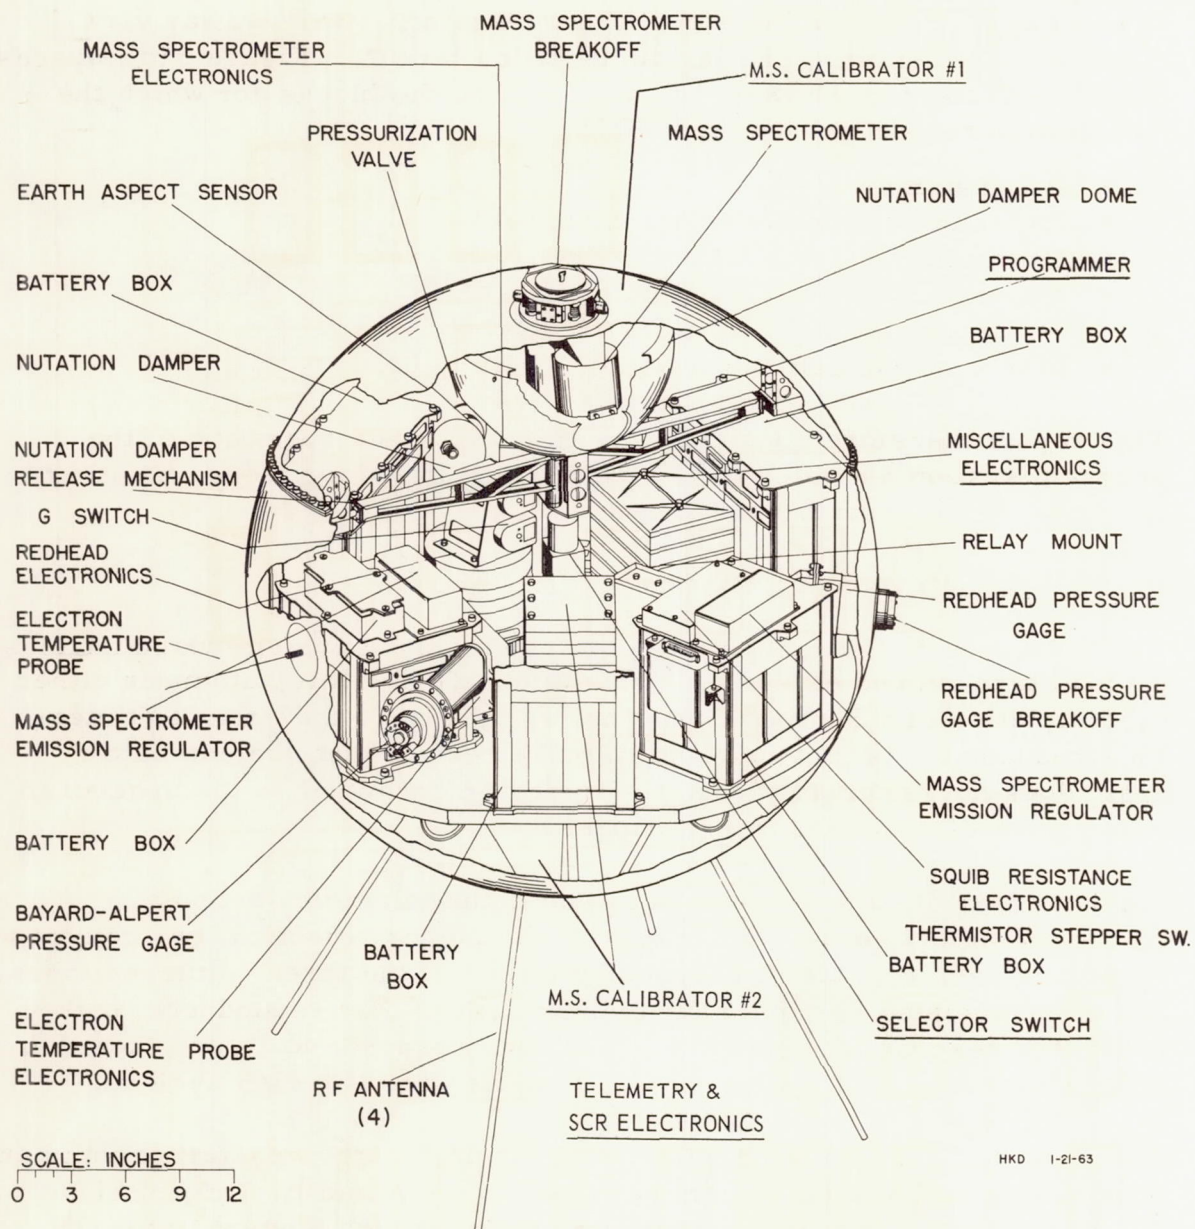 MASS SPECTROMETER
BREAKOFF
MASS SPECTROMETER
ELECTRONICS
M.S. CALIBRATOR #1
PRESSURIZATION
VALVE
MASS SPECTROMETER
EARTH ASPECT SENSOR
NUTATION DAMPER DOME
BATTERY BOX
PROGRAMMER
NUTATION DAMPER
BATTERY BOX
NUTATION DAMPER
RELEASE MECHANISM
MISCELLANEOUS
ELECTRONICS
G SWITCH
RELAY MOUNT
REDHEAD
ELECTRONICS
REDHEAD PRESSURE
GAGE
ELECTRON
TEMPERATURE
PROBE
REDHEAD PRESSURE
GAGE BREAKOFF
MASS SPECTROMETER
EMISSION REGULATOR
MASS SPECTROMETER
EMISSION REGULATOR
BATTERY BOX
SQUIB RESISTANCE
ELECTRONICS
BAYARD-ALPERT
PRESSURE GAGE
THERMISTOR STEPPER SW.
BATTERY BOX
BATTERY
BOX
M.S. CALIBRATOR #2
SELECTOR SWITCH
ELECTRON
TEMPERATURE PROBE
ELECTRONICS
RF ANTENNA
(4)
TELEMETRY &
SCR ELECTRONICS
SCALE: INCHES
0 3 6 9 12
HKD 1-21-63